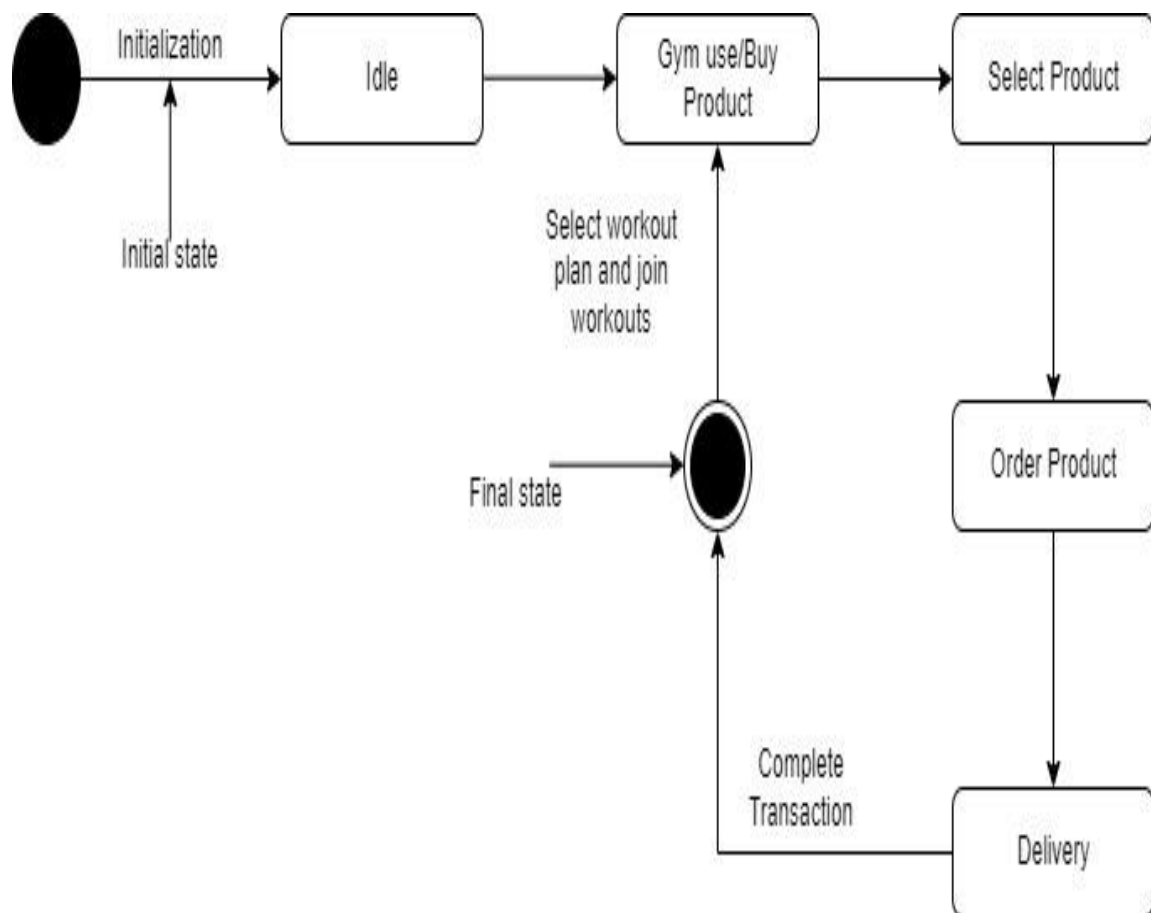 Initialization
Idle
Gym use/Buy
Product
Select Product
Initial state
Select workout
plan and join
workouts
Order Product
Final state
Complete
Transaction
Delivery